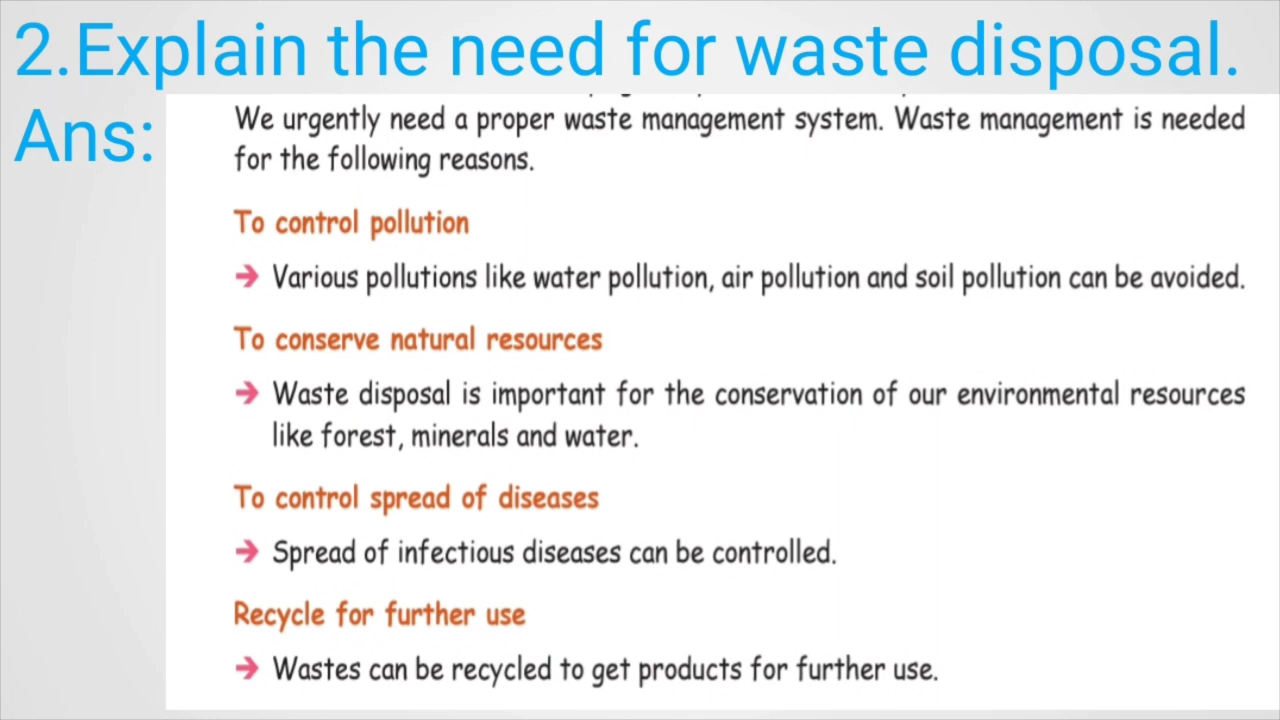 2.Explain the need for waste disposal.
Ans:
We urgently need a proper waste management system. Waste management is needed
for the following reasons.
To control pollution
➔ Various pollutions like water pollution, air pollution and soil pollution can be avoided.
To conserve natural resources
➔ Waste disposal is important for the conservation of our environmental resources
like forest, minerals and water.
To control spread of diseases
➔ Spread of infectious diseases can be controlled.
Recycle for further use
➔ Wastes can be recycled to get products for further use.